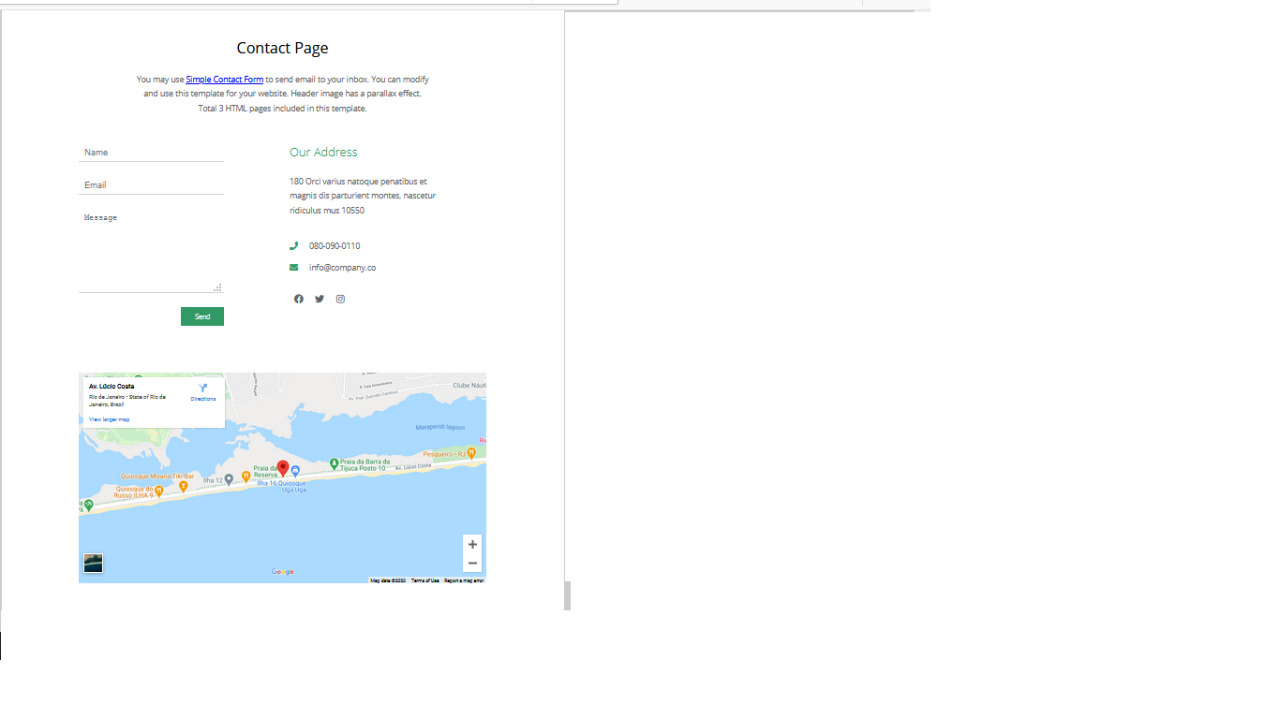 Contact Page
You may use Simple Contact Form to send email to your inbox. You can modify
and use this template for your website. Header image has a parallax effect.
Total 3 HTML pages included in this template.
Name
Email
Message
Send
Our Address
180 Orci varius natoque penatibus et
magnis dis parturient montes, nascetur
ridiculus mus 10550
080-090-0110
info@company.co
Av. Lúcio Costa
Rio de Janeiro - State of Rio de
Janeiro, Brasil
View larger map
Directions
Clube Náuti
Marapendi lagoon
Pesqueiro - RJ
Praia da Barra da
Tijuca Posto 10
Av. Lúcio Costa
Praia da
Reserva
Ilha 16 Quiosque
Uga Uga
Ilha 12
Quiosque Moana Tiki Bar
Quiosque do
Russo ILHA 9
Google
Map data ©2020 Terms of Use Report a map error